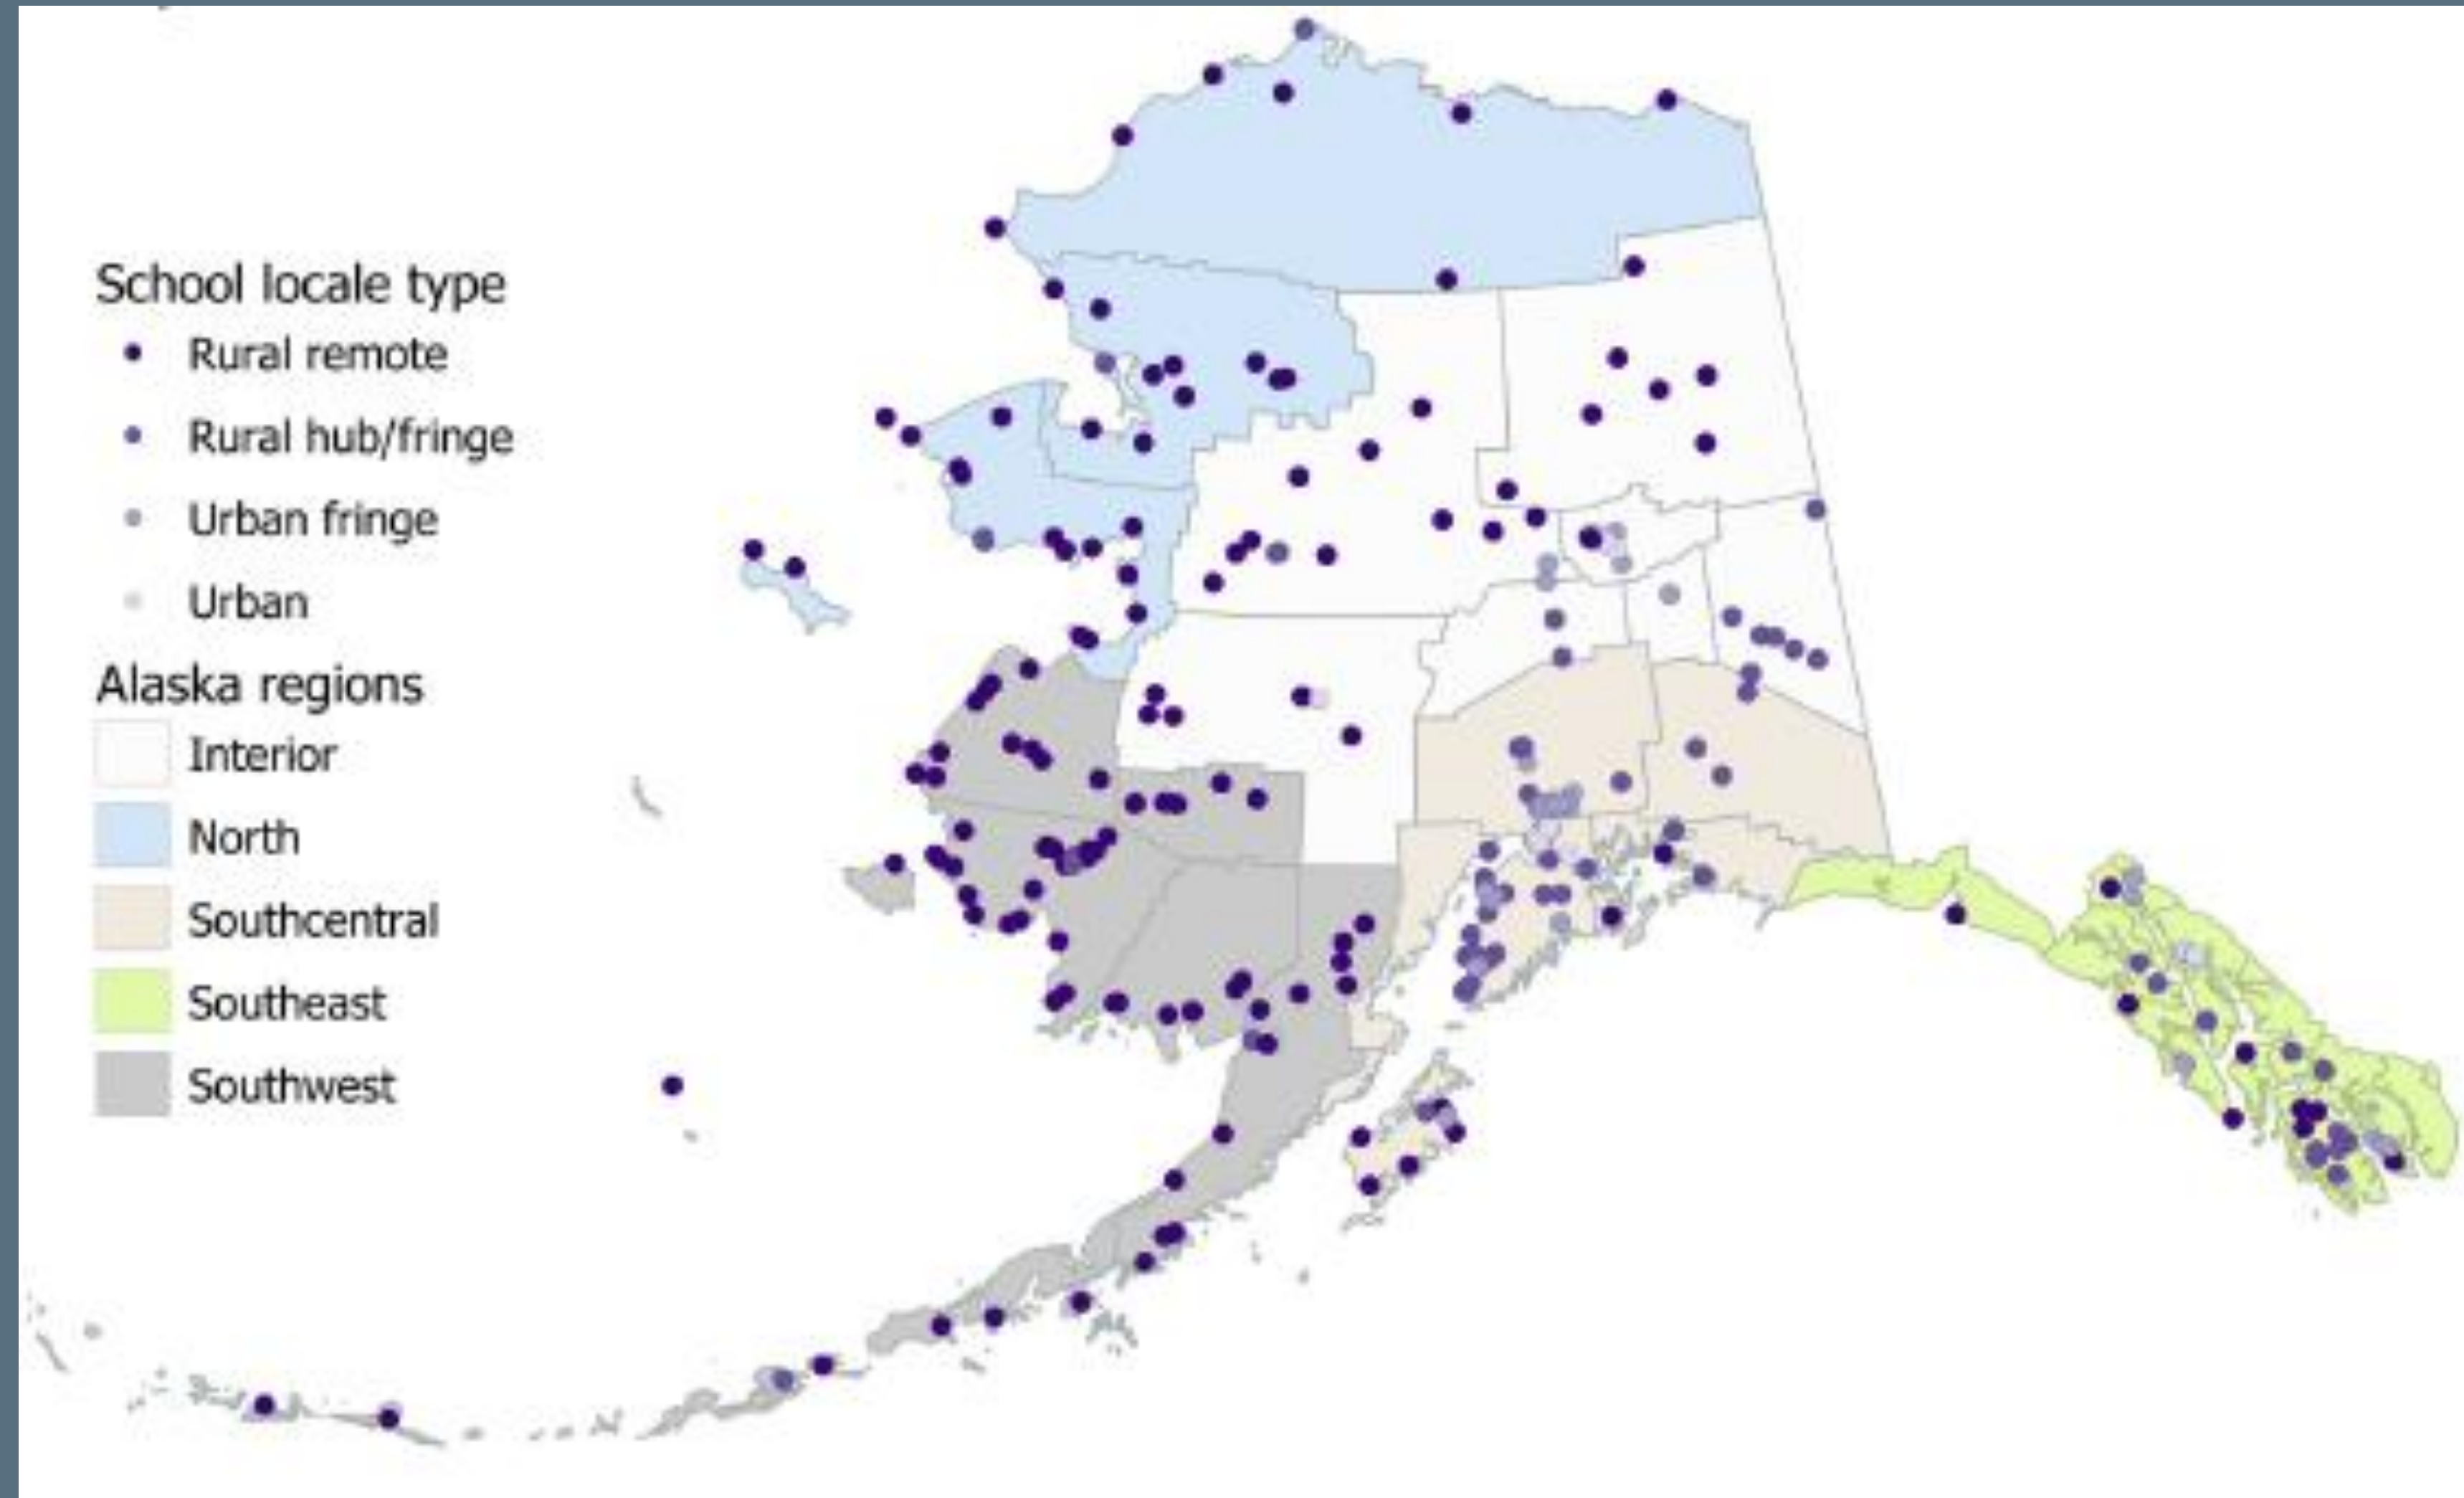 School locale type
Rural remote
Rural hub/fringe
Urban fringe
Urban
Alaska regions
Interior
North
Southcentral
Southeast
Southwest